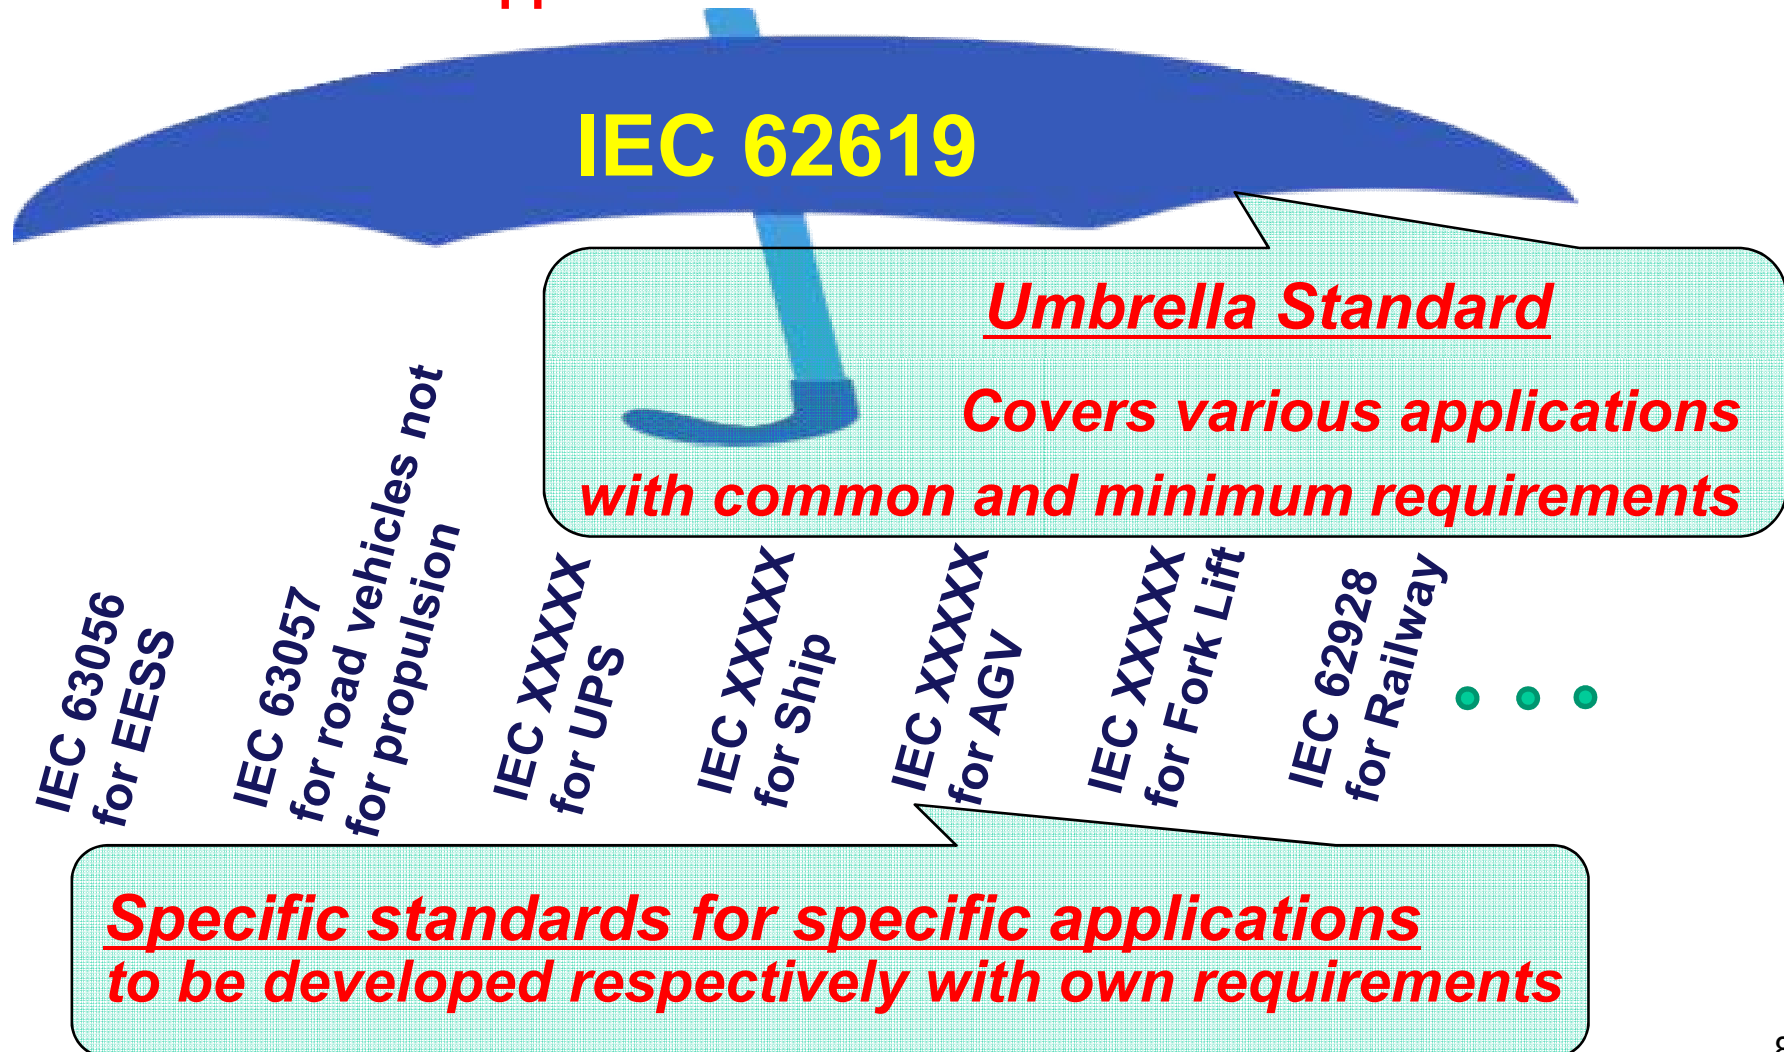 IEC 62619
Umbrella Standard
Covers various applications
with common and minimum requirements
IEC 63056
for EESS
IEC 63057
for road vehicles not
for propulsion
IEC XXXXX
for UPS
IEC XXXXX
for Ship
IEC XXXXX
for AGV
IEC XXXXX
for Fork Lift
IEC 62928
for Railway
Specific standards for specific applications
to be developed respectively with own requirements